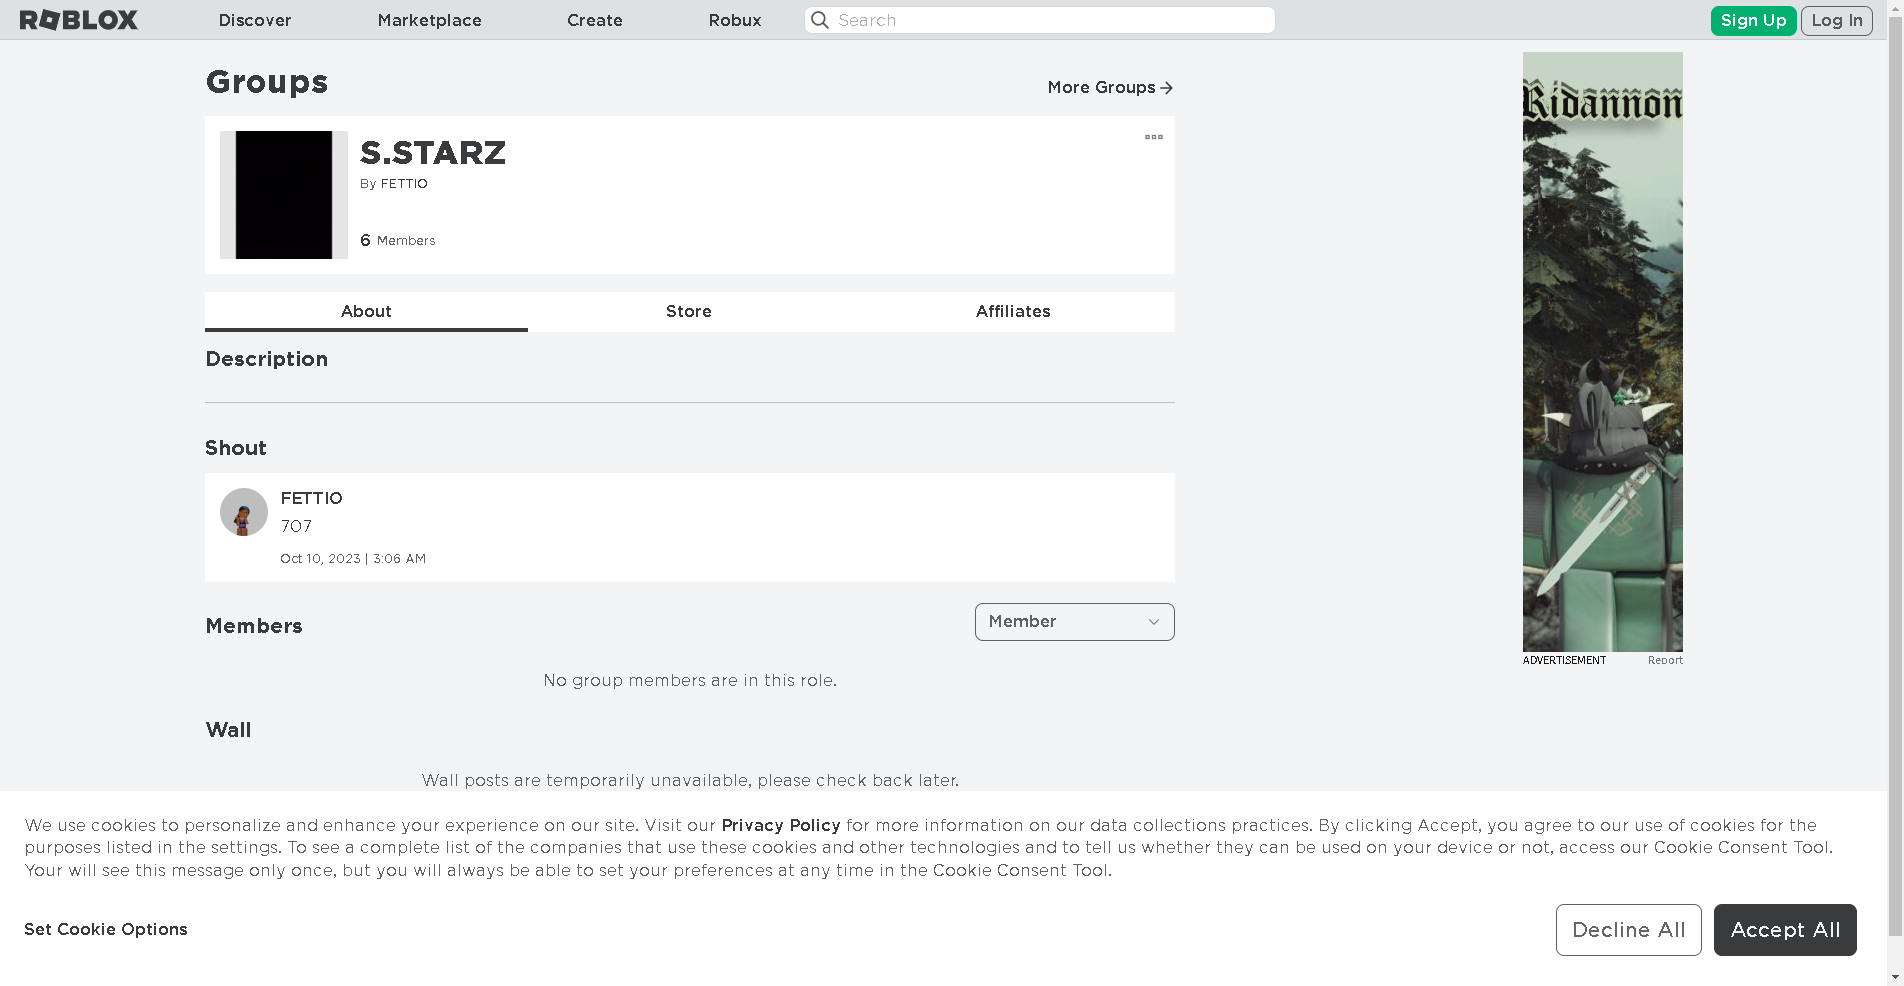 ROBLOX Discover Marketplace Create Robux Search Sign Up Log In
Groups
More Groups
S.STARZ
By FETTIO
6 Members
About Store Affiliates
Description
Shout
FETTIO
707
Oct 10, 2023 | 3:06 AM
Members
Member
No group members are in this role.
Wall
Wall posts are temporarily unavailable, please check back later.
Ridannon
ADVERTISEMENT Report
We use cookies to personalize and enhance your experience on our site. Visit our Privacy Policy for more information on our data collections practices. By clicking Accept, you agree to our use of cookies for the
purposes listed in the settings. To see a complete list of the companies that use these cookies and other technologies and to tell us whether they can be used on your device or not, access our Cookie Consent Tool.
Your will see this message only once, but you will always be able to set your preferences at any time in the Cookie Consent Tool.
Set Cookie Options
Decline All
Accept All